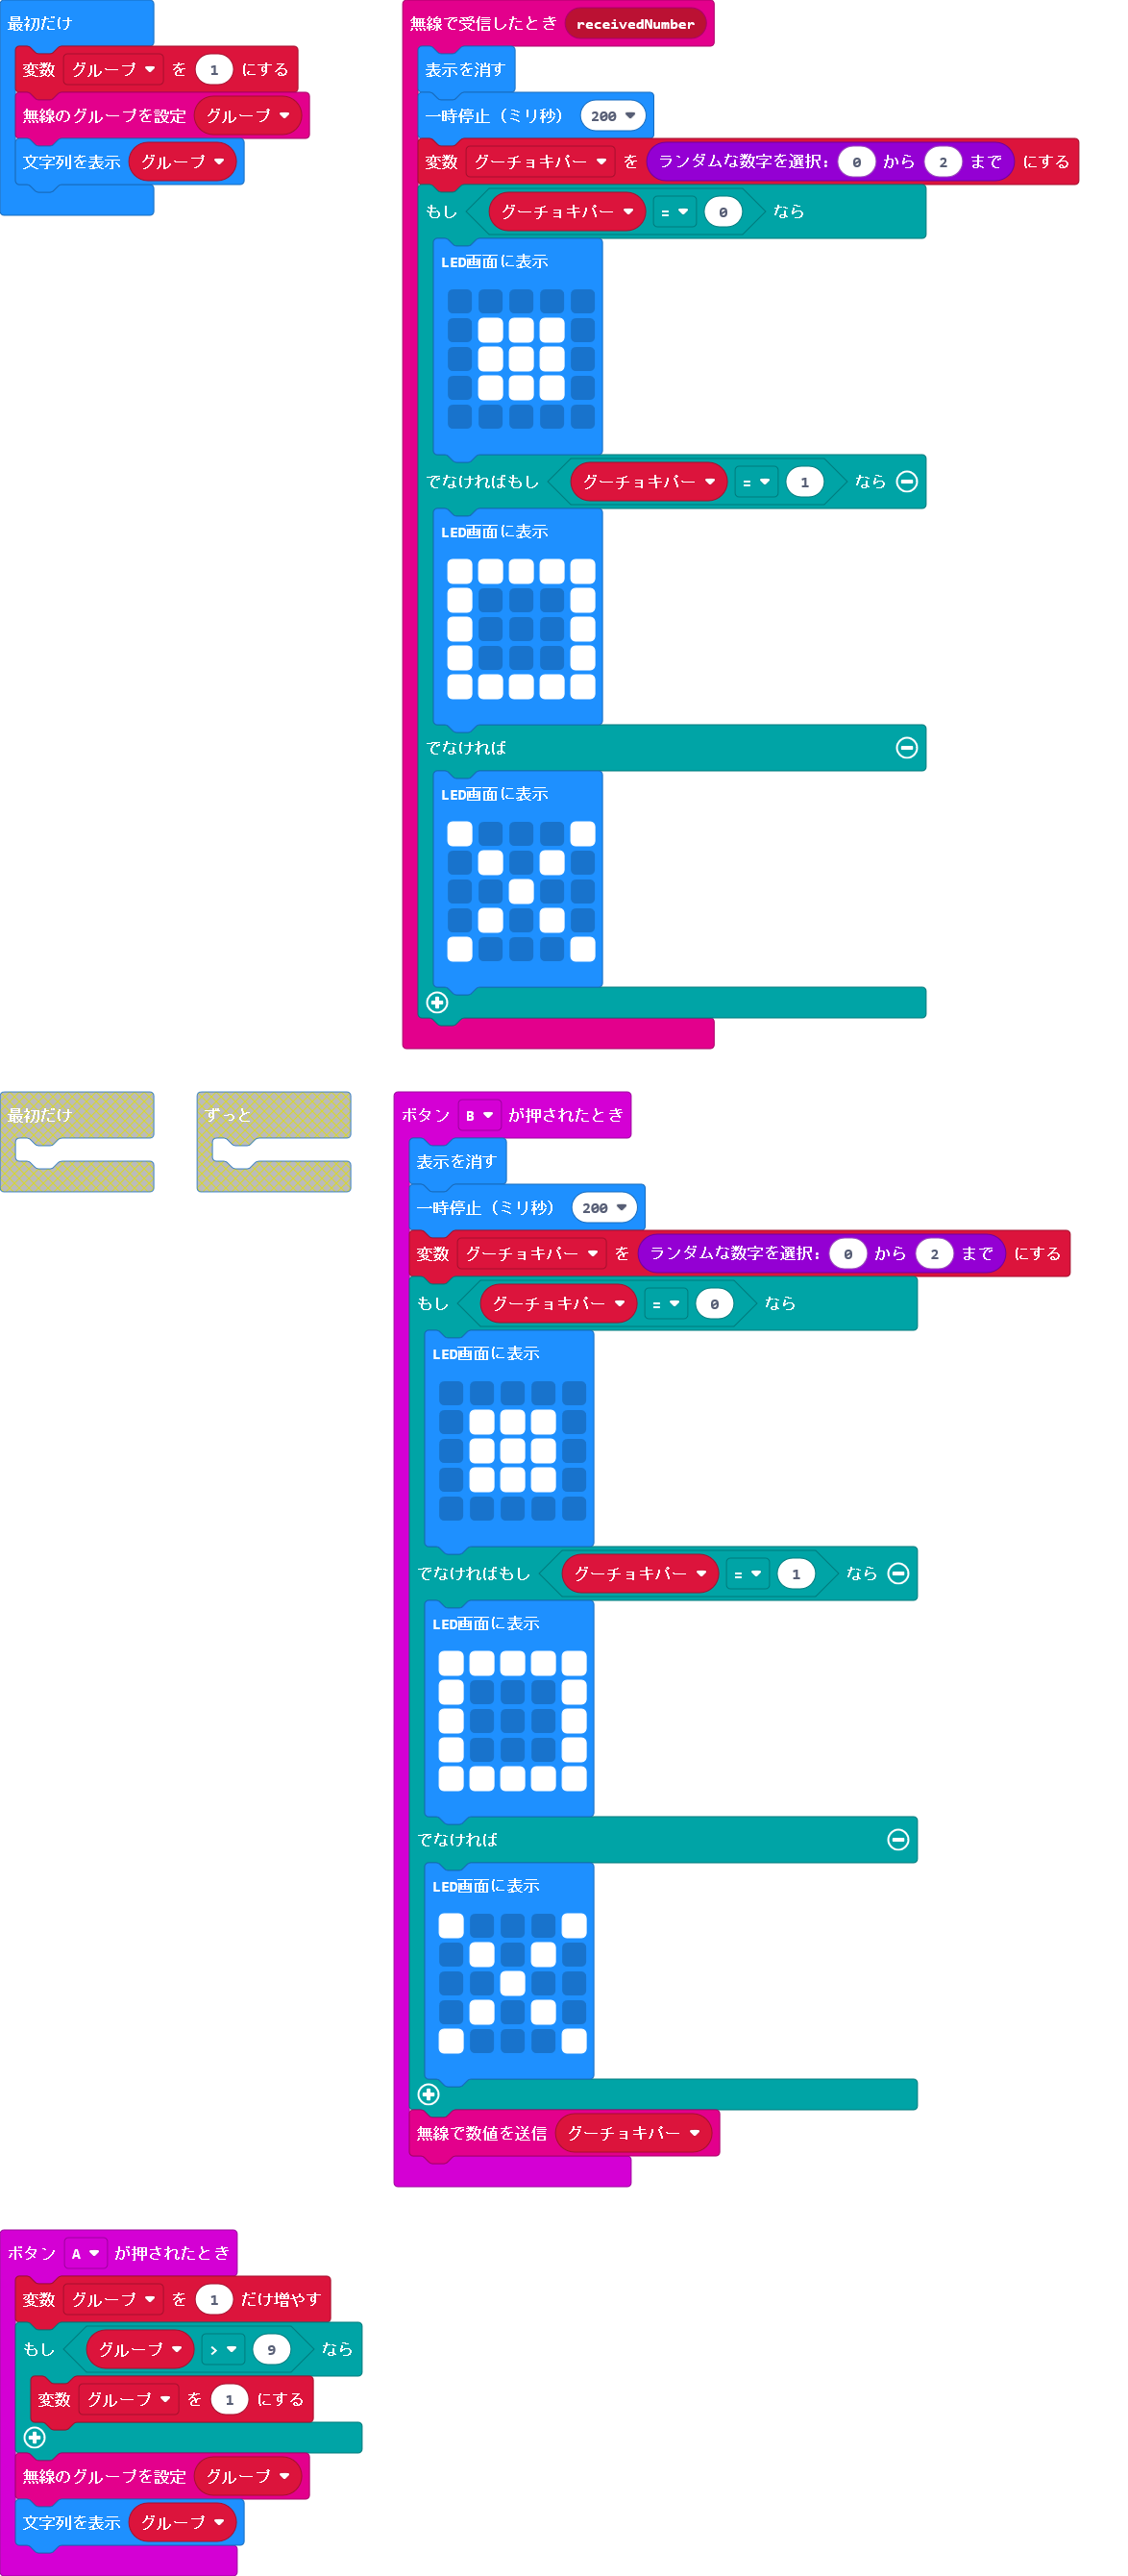 最初だけ
変数 グループ を 1 にする
無線のグループを設定 グループ
文字列を表示 グループ
無線で受信したとき receivedNumber
表示を消す
一時停止（ミリ秒） 200
変数 グーチョキパー を ランダムな数字を選択： 0 から 2 まで にする
もし グーチョキパー = 0 なら
LED画面に表示
でなければもし グーチョキパー = 1 なら
LED画面に表示
でなければ
LED画面に表示
最初だけ
ずっと
ボタン B が押されたとき
表示を消す
一時停止（ミリ秒） 200
変数 グーチョキパー を ランダムな数字を選択： 0 から 2 まで にする
もし グーチョキパー = 0 なら
LED画面に表示
でなければもし グーチョキパー = 1 なら
LED画面に表示
でなければ
LED画面に表示
無線で数値を送信 グーチョキパー
ボタン A が押されたとき
変数 グループ を 1 だけ増やす
もし グループ > 9 なら
変数 グループ を 1 にする
無線のグループを設定 グループ
文字列を表示 グループ